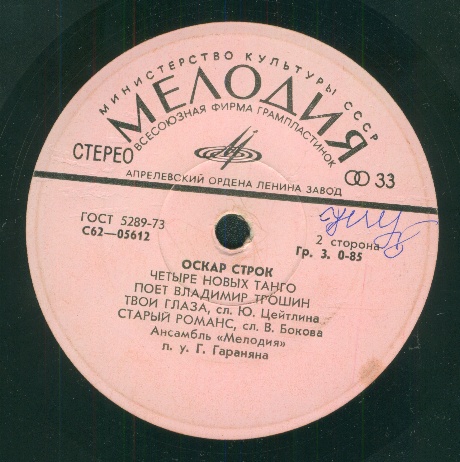 МИНИСТЕРСТВО КУЛЬТУРЫ СССР
МЕЛОДИЯ
ВСЕСОЮЗНАЯ ФИРМА ГРАМПЛАСТИНОК
СТЕРЕО
33
АПРЕЛЕВСКИЙ ОРДЕНА ЛЕНИНА ЗАВОД
ГОСТ 5289-73
С62—05612
2 сторона
Гр. 3. 0-85
ОСКАР СТРОК
ЧЕТЫРЕ НОВЫХ ТАНГО
ПОЕТ ВЛАДИМИР ТРОШИН
ТВОИ ГЛАЗА, сл. Ю. Цейтлина
СТАРЫЙ РОМАНС, сл. В. Бокова
Ансамбль «Мелодия»
п. у. Г. Гараняна